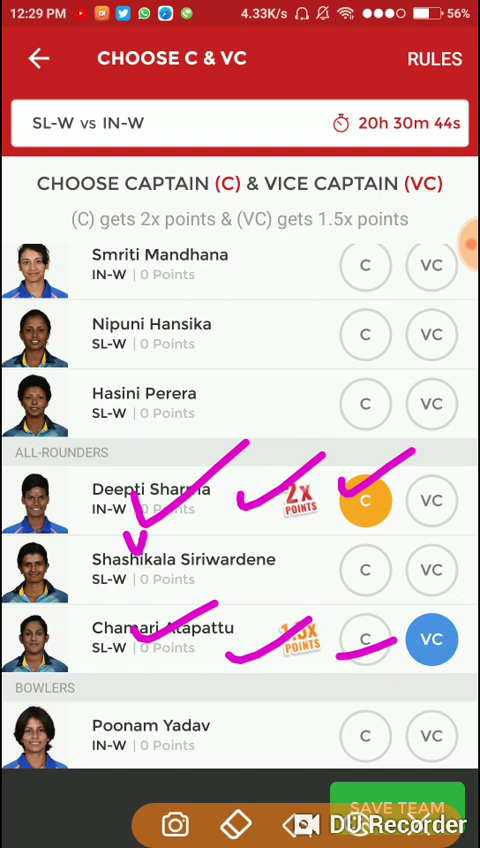 12:29 PM 4.33K/s 56%
CHOOSE C & VC RULES
SL-W vs IN-W 20h 30m 44s
CHOOSE CAPTAIN (C) & VICE CAPTAIN (VC)
(C) gets 2x points & (VC) gets 1.5x points
Smriti Mandhana
IN-W | 0 Points C VC
Nipuni Hansika
SL-W | 0 Points C VC
Hasini Perera
SL-W | 0 Points C VC
ALL-ROUNDERS
Deepti Sharma
IN-W | 0 Points 2X POINTS C VC
Shashikala Siriwardene
SL-W | 0 Points C VC
Chamari Atapattu
SL-W | 0 Points 1.5X POINTS C VC
BOWLERS
Poonam Yadav
IN-W | 0 Points C VC
SAVE TEAM
DU Recorder